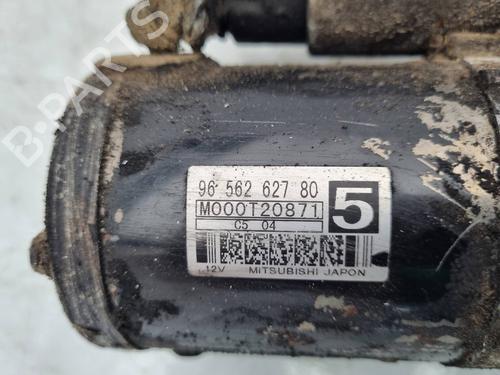 B-PARTS
96 562 627 80
M000T20871
5
C5 04
12V MITSUBISHI JAPON